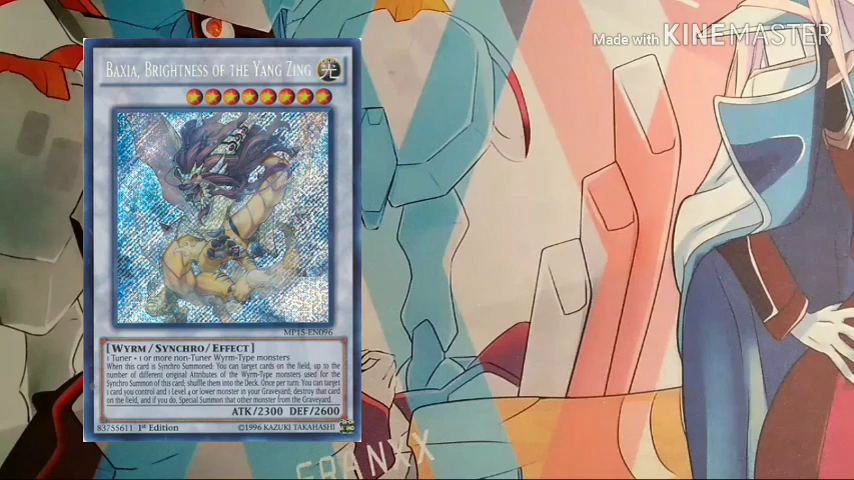 Made with KINEMASTER
BAXIA, BRIGHTNESS OF THE YANG ZING
光
MP15-EN096
[WYRM/SYNCHRO/EFFECT]
1 Tuner + 1 or more non-Tuner Wyrm-Type monsters
When this card is Synchro Summoned: You can target cards on the field, up to the
number of different original Attributes of the Wyrm-Type monsters used for the
Synchro Summon of this card; shuffle them into the Deck. Once per turn: You can target
1 card you control and 1 Level 4 or lower monster in your Graveyard; destroy that card
on the field, and if you do, Special Summon that other monster from the Graveyard.
ATK/2300 DEF/2600
83755611 1st Edition ©1996 KAZUKI TAKAHASHI
FRANXX